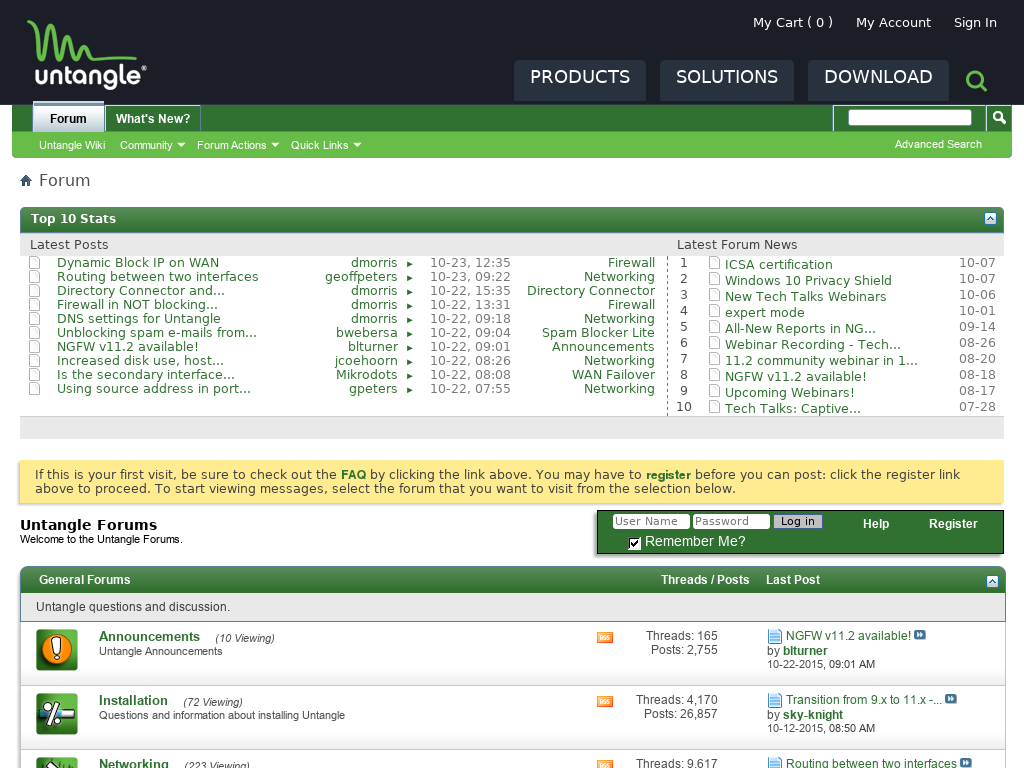 My Cart ( 0 ) My Account Sign In
untangle®
PRODUCTS SOLUTIONS DOWNLOAD
Forum What's New?
Untangle Wiki Community Forum Actions Quick Links Advanced Search
Forum
Top 10 Stats
Latest Posts
Dynamic Block IP on WAN dmorris ► 10-23, 12:35 Firewall
Routing between two interfaces geoffpeters ► 10-23, 09:22 Networking
Directory Connector and... dmorris ► 10-22, 15:35 Directory Connector
Firewall in NOT blocking... dmorris ► 10-22, 13:31 Firewall
DNS settings for Untangle dmorris ► 10-22, 09:18 Networking
Unblocking spam e-mails from... bwebersa ► 10-22, 09:04 Spam Blocker Lite
NGFW v11.2 available! blturner ► 10-22, 09:01 Announcements
Increased disk use, host... jcoehoorn ► 10-22, 08:26 Networking
Is the secondary interface... Mikrodots ► 10-22, 08:08 WAN Failover
Using source address in port... gpeters ► 10-22, 07:55 Networking
Latest Forum News
1 ICSA certification 10-07
2 Windows 10 Privacy Shield 10-07
3 New Tech Talks Webinars 10-06
4 expert mode 10-01
5 All-New Reports in NG... 09-14
6 Webinar Recording - Tech... 08-26
7 11.2 community webinar in 1... 08-20
8 NGFW v11.2 available! 08-18
9 Upcoming Webinars! 08-17
10 Tech Talks: Captive... 07-28
If this is your first visit, be sure to check out the FAQ by clicking the link above. You may have to register before you can post: click the register link
above to proceed. To start viewing messages, select the forum that you want to visit from the selection below.
Untangle Forums
Welcome to the Untangle Forums.
User Name Password Log in Help Register
Remember Me?
General Forums Threads / Posts Last Post
Untangle questions and discussion.
Announcements (10 Viewing)
Untangle Announcements
RSS
Threads: 165
Posts: 2,755
NGFW v11.2 available!
by blturner
10-22-2015, 09:01 AM
Installation (72 Viewing)
Questions and information about installing Untangle
RSS
Threads: 4,170
Posts: 26,857
Transition from 9.x to 11.x -...
by sky-knight
10-12-2015, 08:50 AM
Networking (223 Viewing)
RSS
Threads: 9,617
Routing between two interfaces